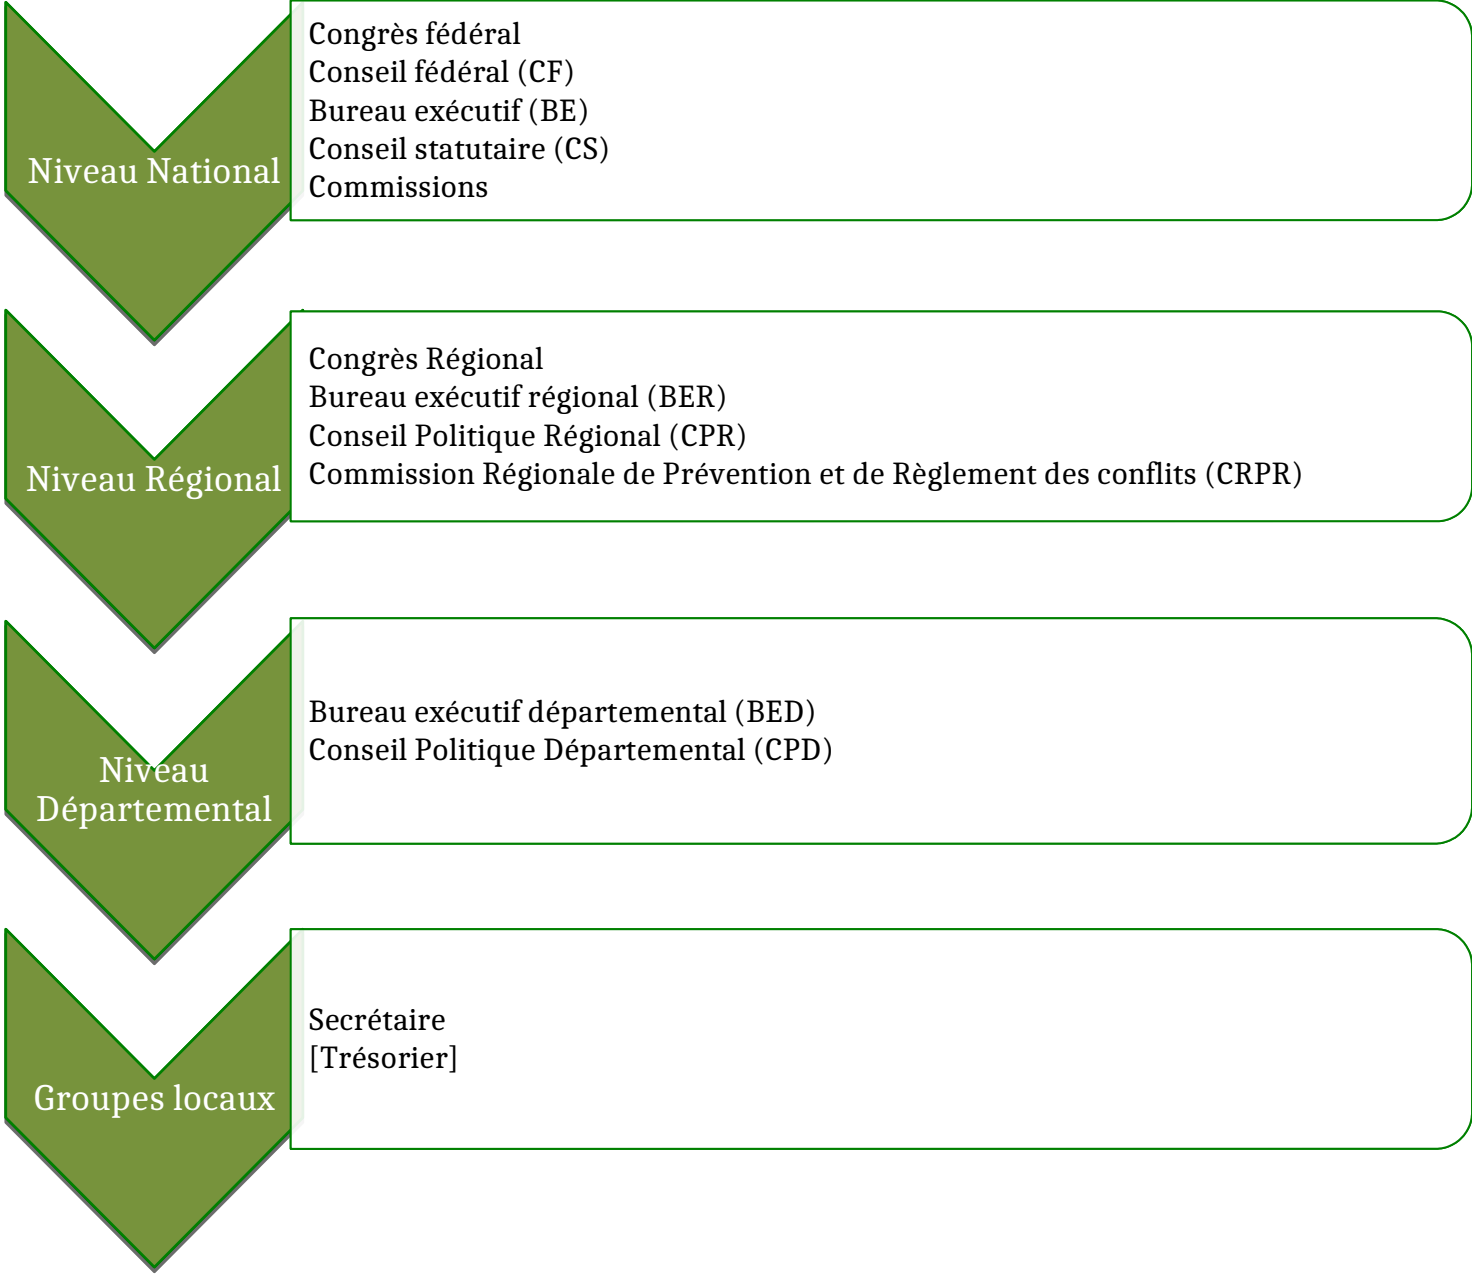 Niveau National
Congrès fédéral
Conseil fédéral (CF)
Bureau exécutif (BE)
Conseil statutaire (CS)
Commissions
Niveau Régional
Congrès Régional
Bureau exécutif régional (BER)
Conseil Politique Régional (CPR)
Commission Régionale de Prévention et de Règlement des conflits (CRPR)
Niveau
Départemental
Bureau exécutif départemental (BED)
Conseil Politique Départemental (CPD)
Groupes locaux
Secrétaire
[Trésorier]